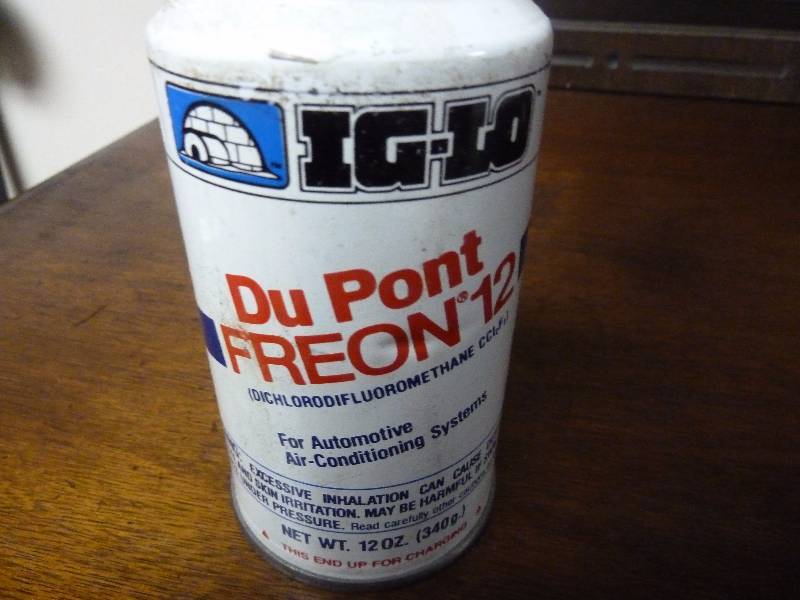 IG-LO™
Du Pont
FREON® 12
(DICHLORODIFLUOROMETHANE CCl₂F₂)
For Automotive
Air-Conditioning Systems
EXCESSIVE INHALATION CAN CAUSE
AND SKIN IRRITATION. MAY BE HARMFUL IF
UNDER PRESSURE. Read carefully other
NET WT. 12 OZ. (340g.)
THIS END UP FOR CHARGING